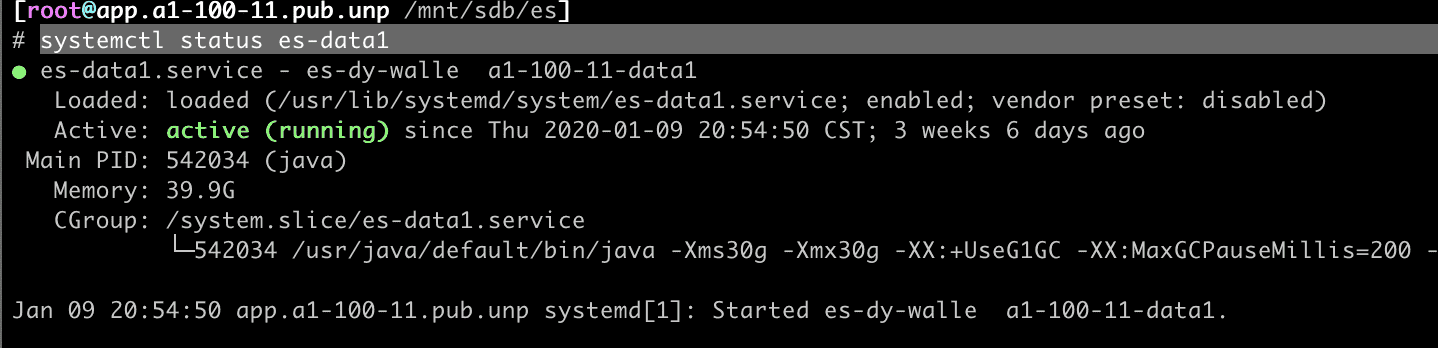 [root@app.a1-100-11.pub.unp /mnt/sdb/es]
# systemctl status es-data1
● es-data1.service - es-dy-walle  a1-100-11-data1
   Loaded: loaded (/usr/lib/systemd/system/es-data1.service; enabled; vendor preset: disabled)
   Active: active (running) since Thu 2020-01-09 20:54:50 CST; 3 weeks 6 days ago
 Main PID: 542034 (java)
   Memory: 39.9G
   CGroup: /system.slice/es-data1.service
           └─542034 /usr/java/default/bin/java -Xms30g -Xmx30g -XX:+UseG1GC -XX:MaxGCPauseMillis=200 -
Jan 09 20:54:50 app.a1-100-11.pub.unp systemd[1]: Started es-dy-walle  a1-100-11-data1.